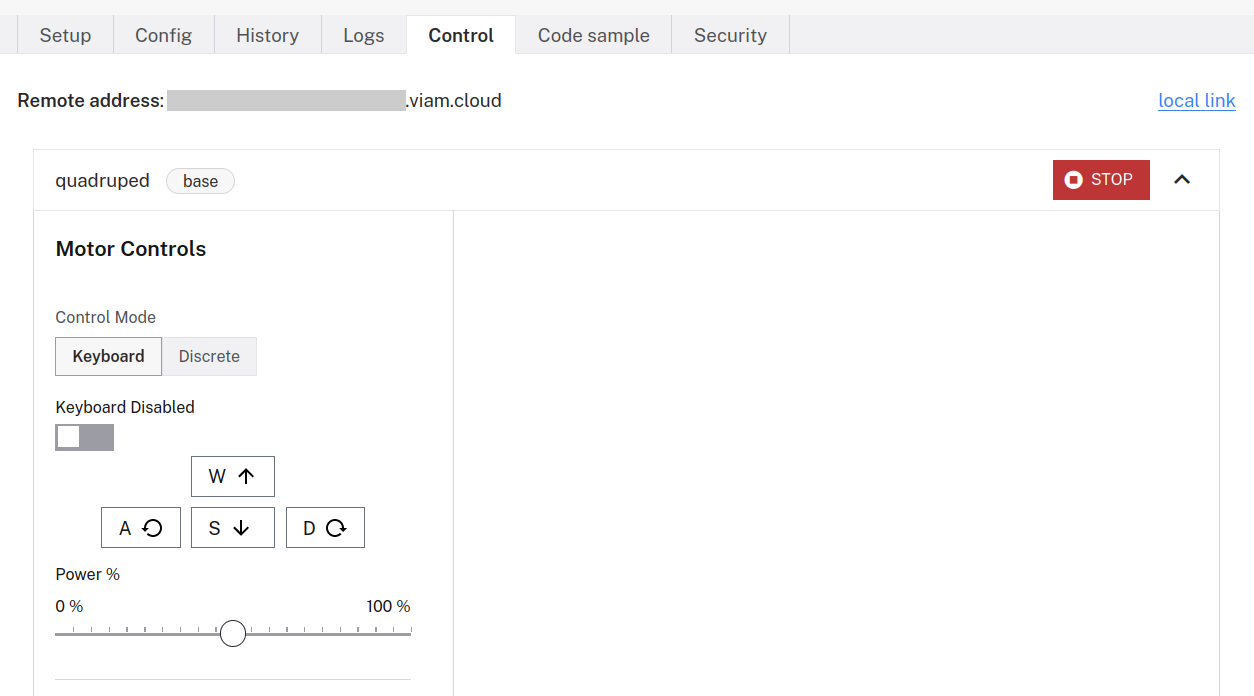 Setup Config History Logs Control Code sample Security
Remote address: .viam.cloud local link
quadruped base STOP
Motor Controls
Control Mode
Keyboard Discrete
Keyboard Disabled
W
A S D
Power %
0 % 100 %